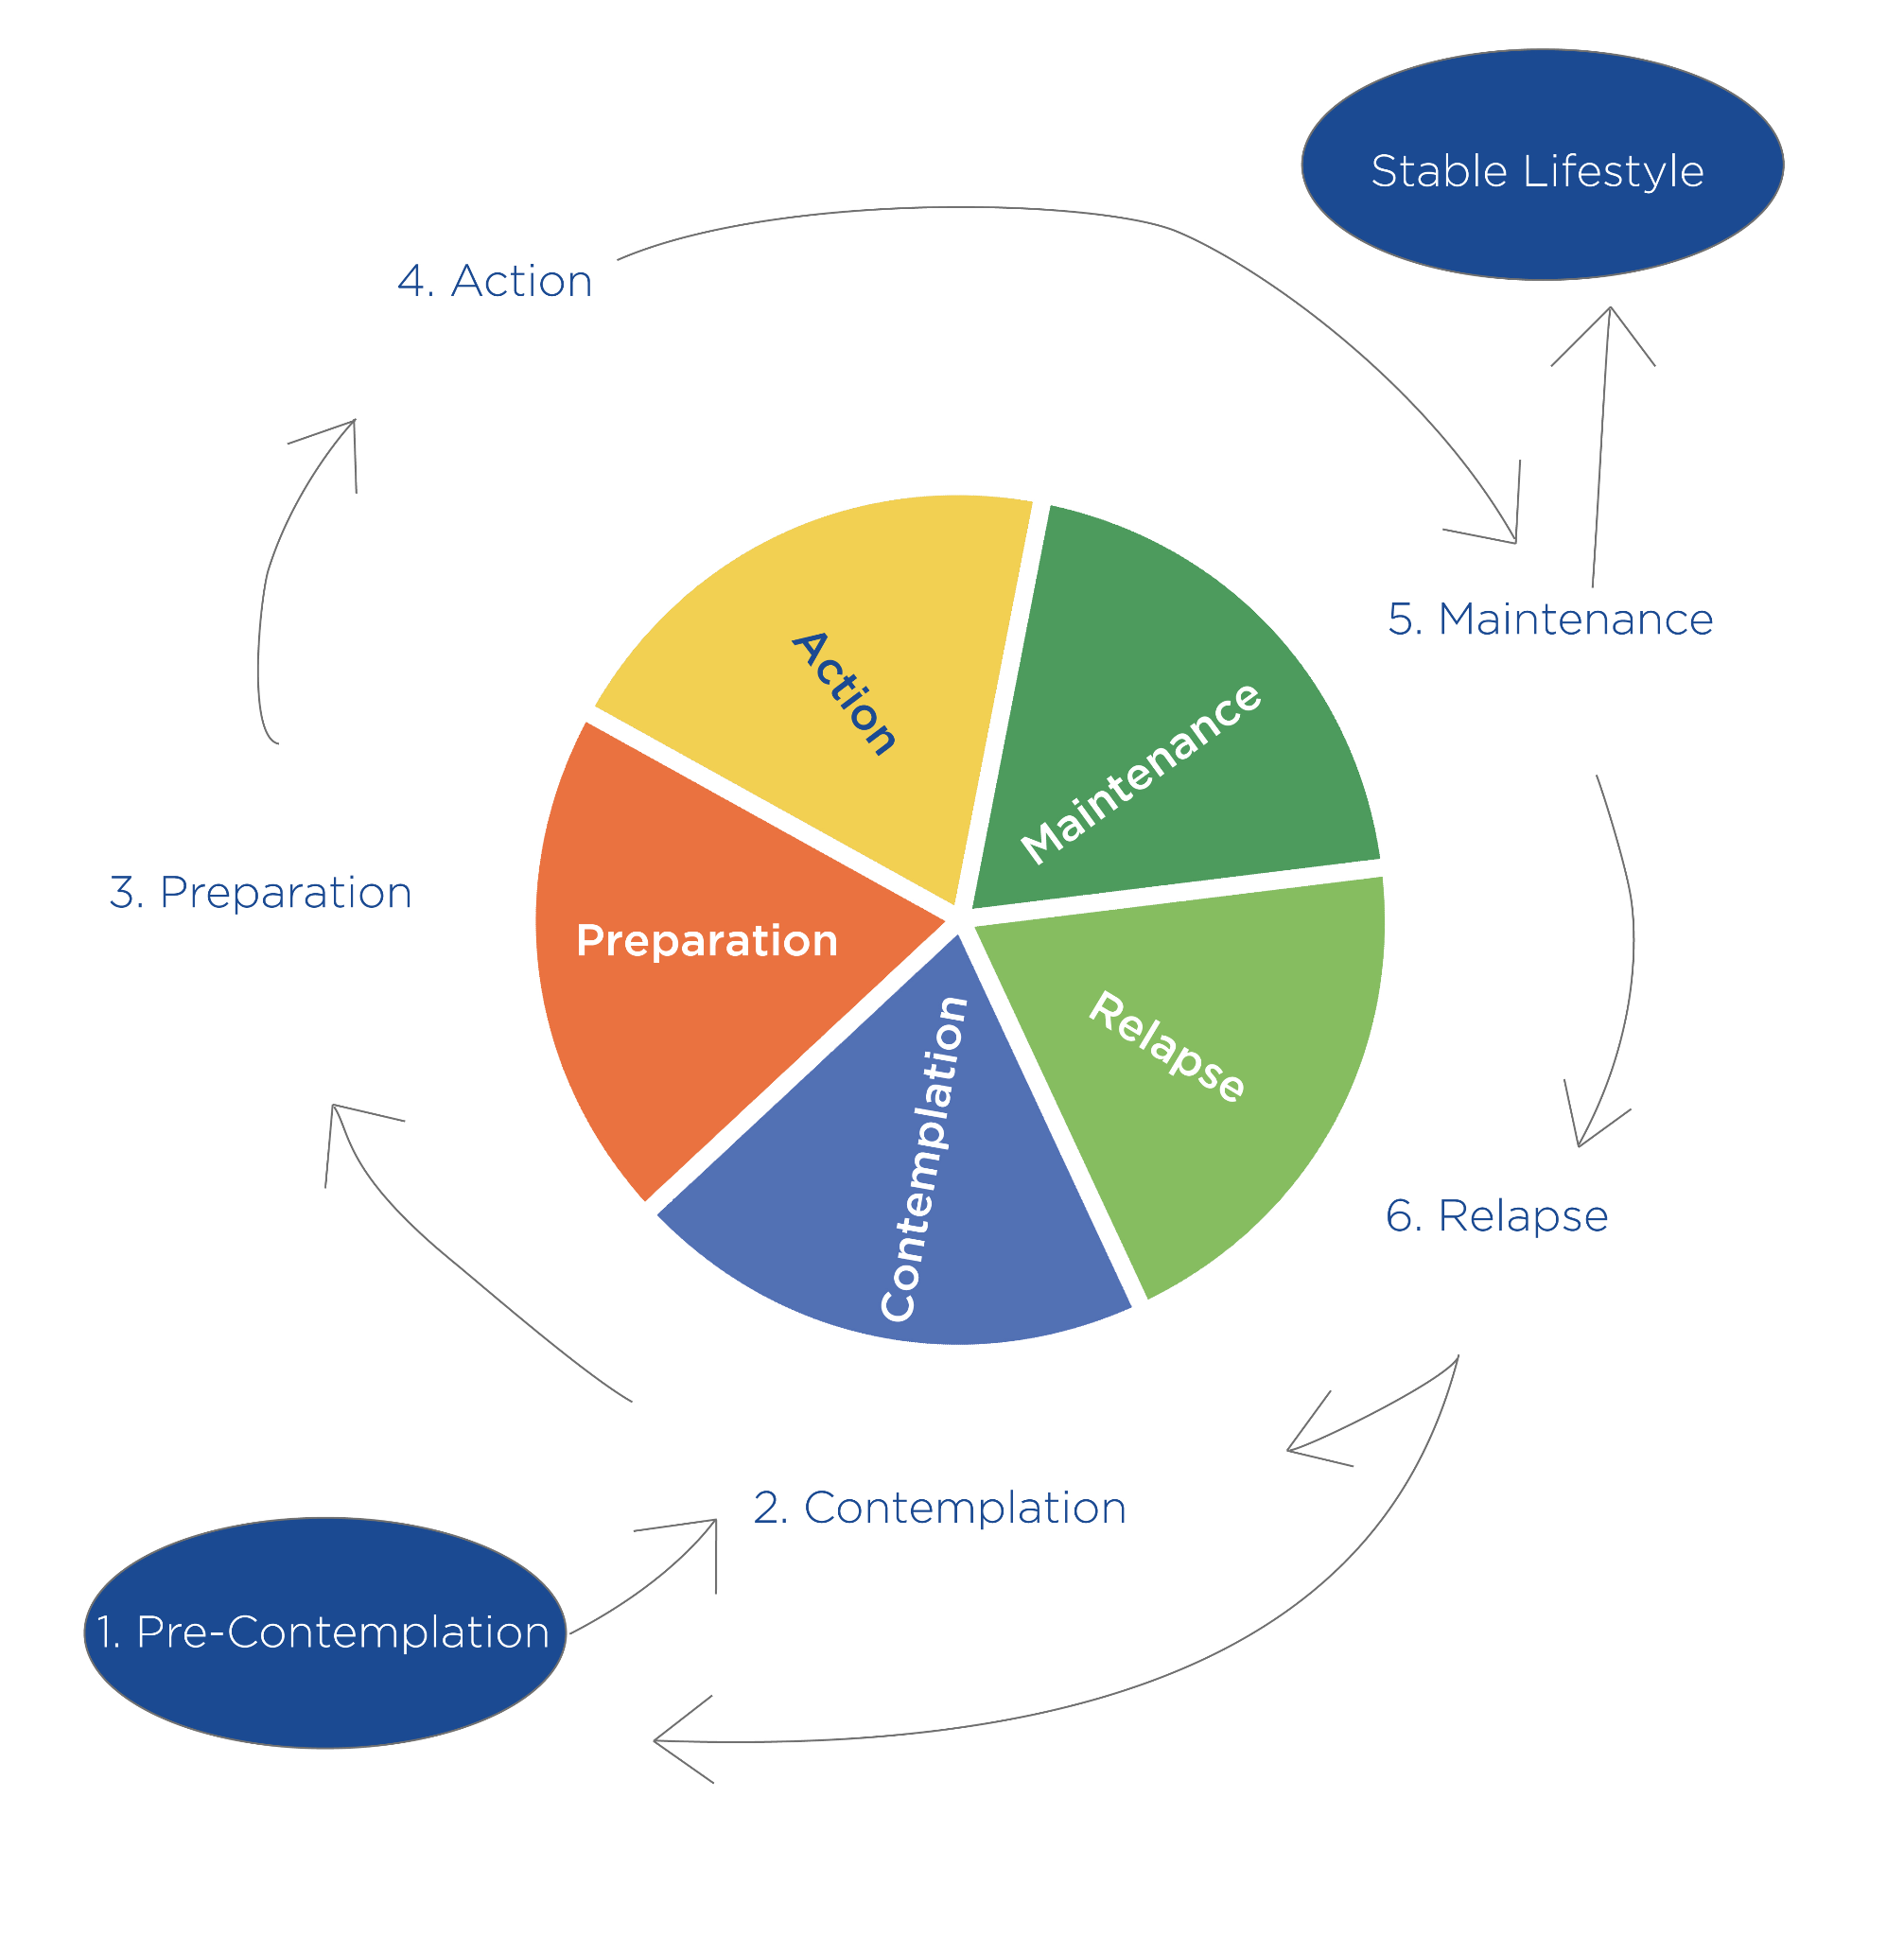 Stable Lifestyle
4. Action
5. Maintenance
Action
Maintenance
3. Preparation
Preparation
Relapse
Contemplation
6. Relapse
2. Contemplation
1. Pre-Contemplation